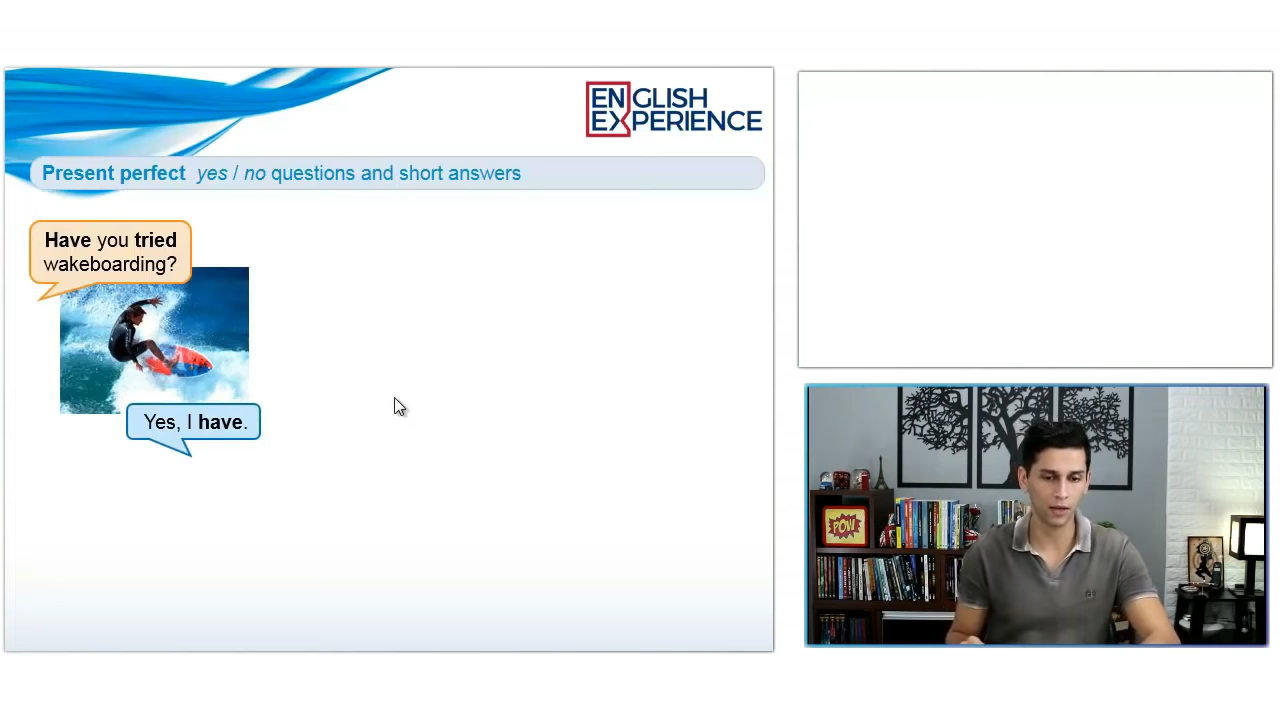 ENGLISH
EXPERIENCE
Present perfect yes / no questions and short answers
Have you tried
wakeboarding?
Yes, I have.
POW